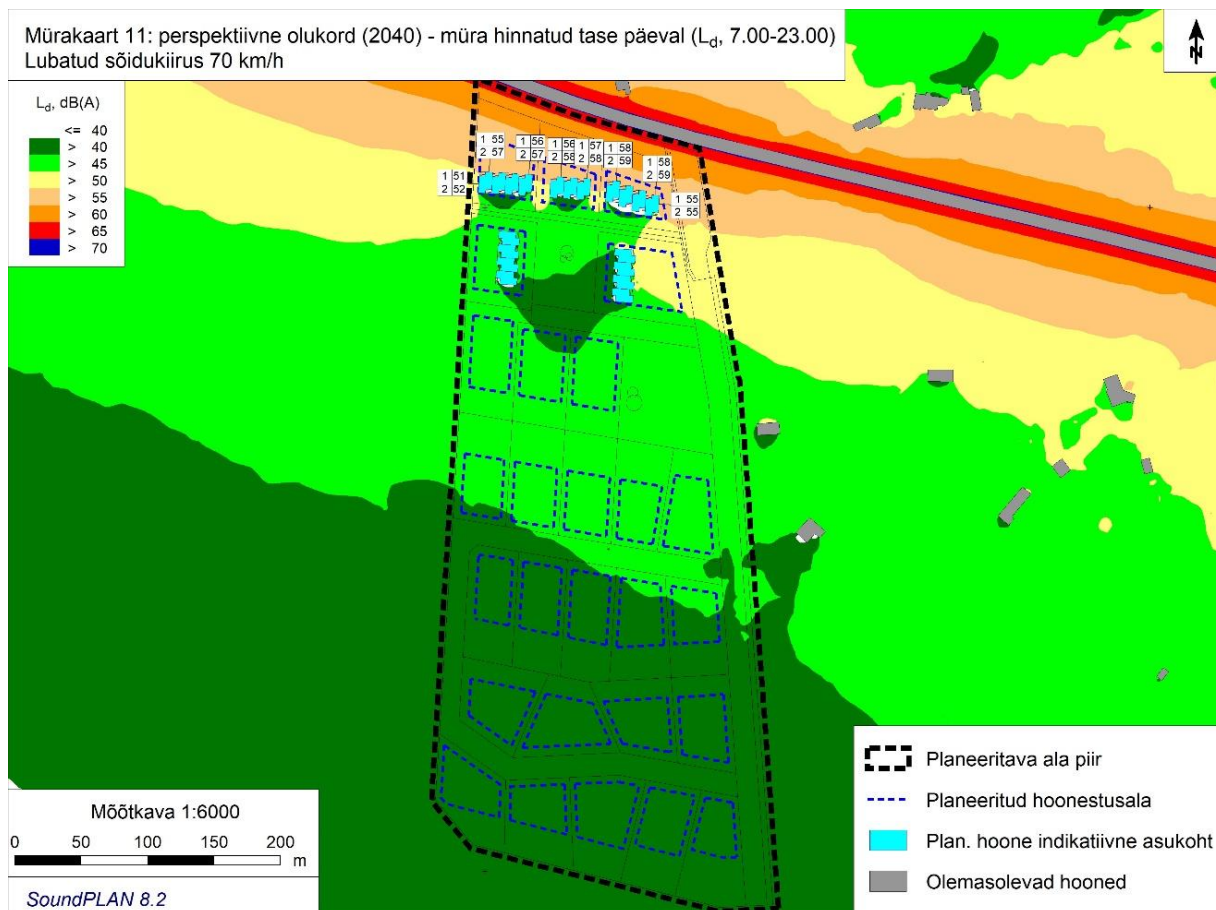 Mürakaart 11: perspektiivne olukord (2040) - müra hinnatud tase päeval (Ld, 7.00-23.00)
Lubatud sõidukiirus 70 km/h
N
Ld, dB(A)
<= 40
> 40
> 45
> 50
> 55
> 60
> 65
> 70
1 55
2 57
1 56
2 57
1 56
2 58
1 57
2 58
1 58
2 59
1 58
2 59
1 51
2 52
1 55
2 55
Planeeritava ala piir
Planeeritud hoonestusala
Plan. hoone indikatiivne asukoht
Olemasolevad hooned
Mõõtkava 1:6000
0 50 100 150 200
m
SoundPLAN 8.2